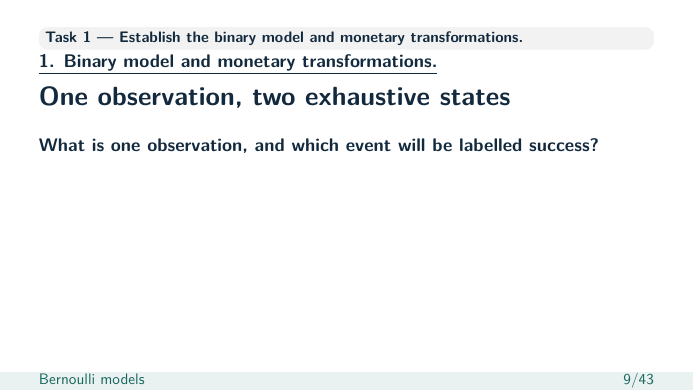 Task 1 — Establish the binary model and monetary transformations.
1. Binary model and monetary transformations.
One observation, two exhaustive states
What is one observation, and which event will be labelled success?
Bernoulli models 9/43